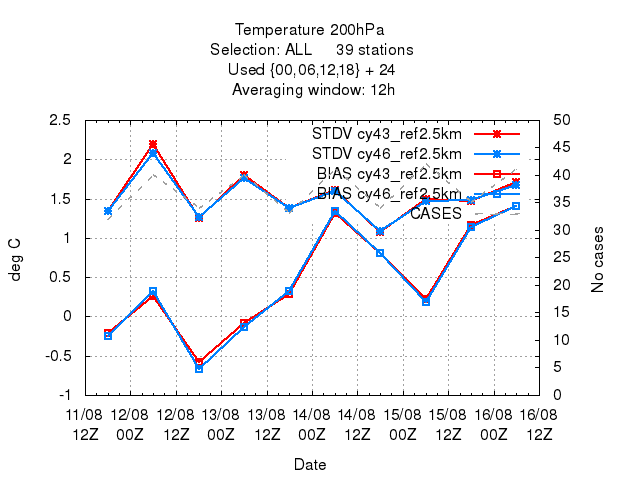 Temperature 200hPa
Selection: ALL     39 stations
Used {00,06,12,18} + 24
Averaging window: 12h
STDV cy43_ref2.5km
STDV cy46_ref2.5km
BIAS cy43_ref2.5km
BIAS cy46_ref2.5km
CASES
deg C
2.5
2
1.5
1
0.5
0
-0.5
-1
No cases
50
45
40
35
30
25
20
15
10
5
0
11/08 12/08 12/08 13/08 13/08 14/08 14/08 15/08 15/08 16/08 16/08
12Z 00Z 12Z 00Z 12Z 00Z 12Z 00Z 12Z 00Z 12Z
Date